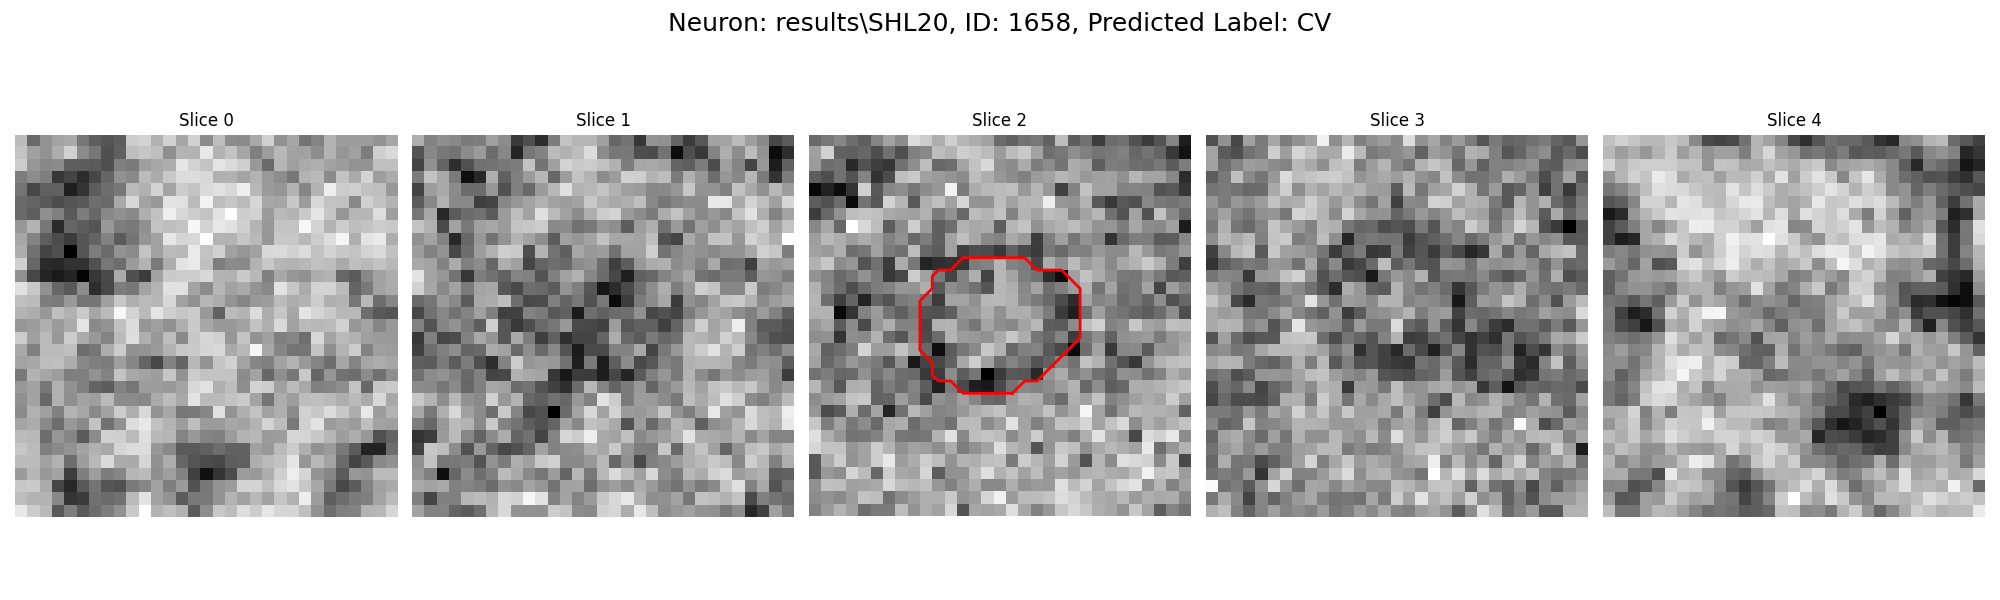 Neuron: results\SHL20, ID: 1658, Predicted Label: CV
Slice 0
Slice 1
Slice 2
Slice 3
Slice 4